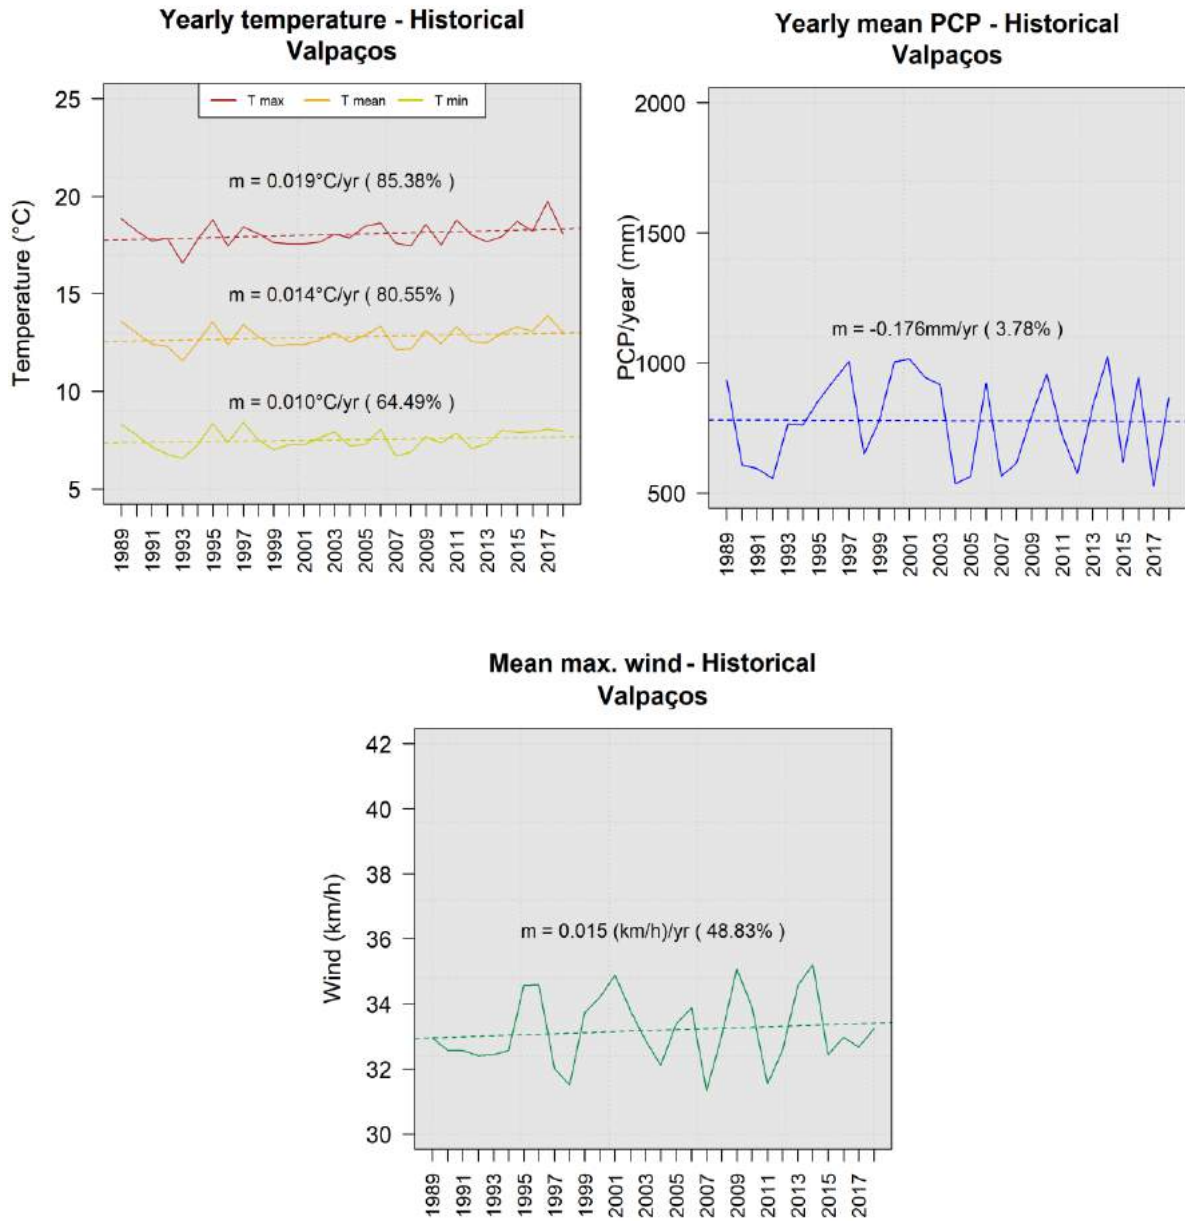 Yearly temperature - Historical
Valpaços
T max T mean T min
Temperature (°C)
25
20
15
10
5
m = 0.019°C/yr ( 85.38% )
m = 0.014°C/yr ( 80.55% )
m = 0.010°C/yr ( 64.49% )
1989 1991 1993 1995 1997 1999 2001 2003 2005 2007 2009 2011 2013 2015 2017
Yearly mean PCP - Historical
Valpaços
PCP/year (mm)
2000
1500
1000
500
m = -0.176mm/yr ( 3.78% )
1989 1991 1993 1995 1997 1999 2001 2003 2005 2007 2009 2011 2013 2015 2017
Mean max. wind - Historical
Valpaços
Wind (km/h)
42
40
38
36
34
32
30
m = 0.015 (km/h)/yr ( 48.83% )
1989 1991 1993 1995 1997 1999 2001 2003 2005 2007 2009 2011 2013 2015 2017